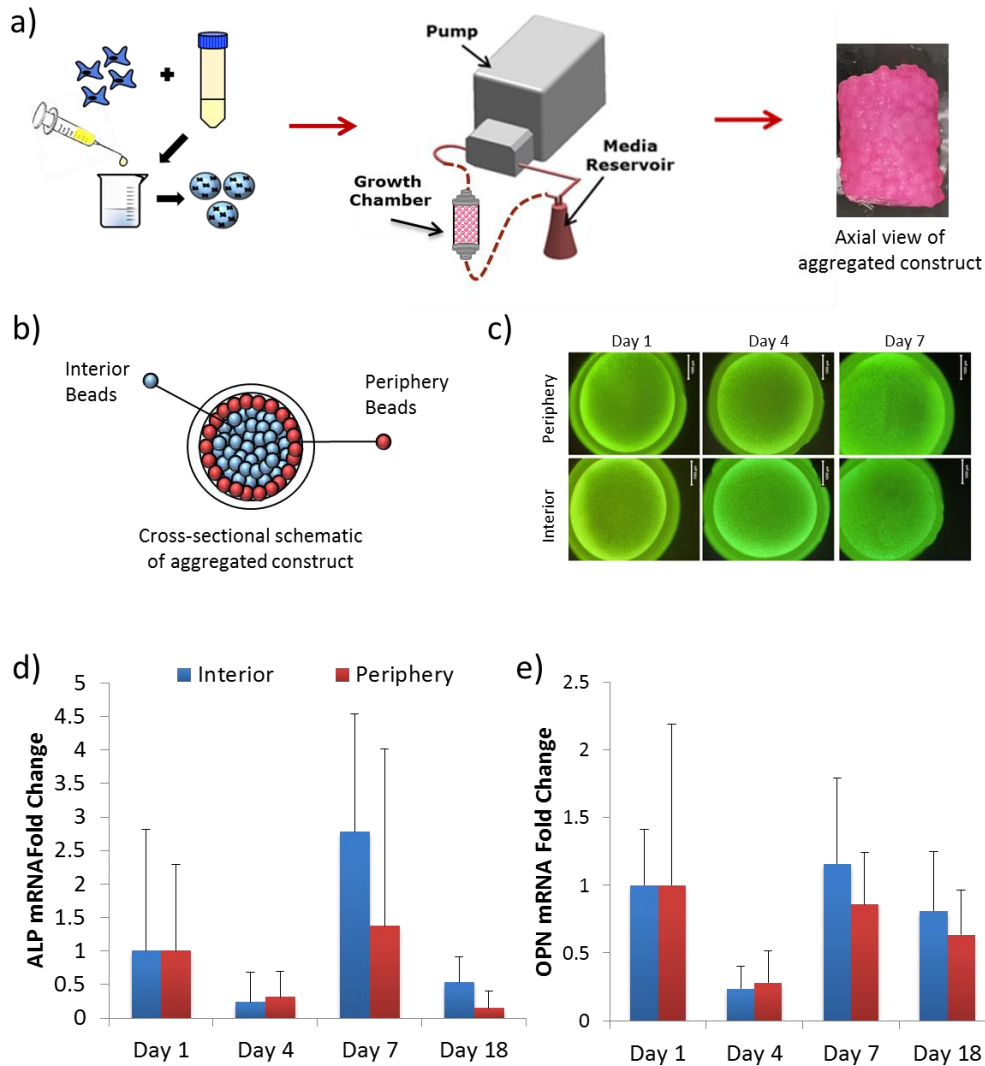 a)
Pump
Media
Reservoir
Growth
Chamber
Axial view of
aggregated construct
b)
Interior
Beads
Periphery
Beads
Cross-sectional schematic
of aggregated construct
c)
Day 1
Day 4
Day 7
Periphery
Interior
d)
Interior
Periphery
ALP mRNAFold Change
5
4.5
4
3.5
3
2.5
2
1.5
1
0.5
0
Day 1
Day 4
Day 7
Day 18
e)
OPN mRNA Fold Change
2.5
2
1.5
1
0.5
0
Day 1
Day 4
Day 7
Day 18